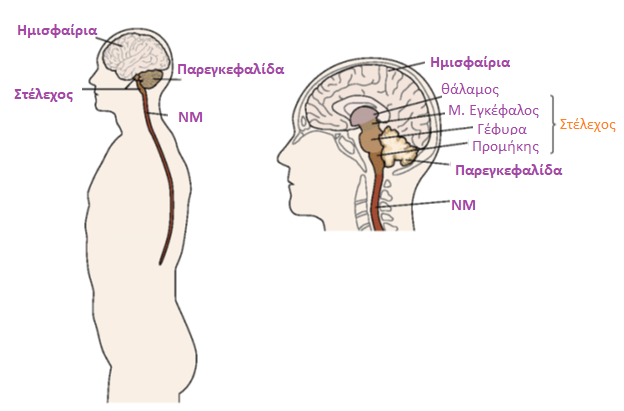 Ημισφαίρια
Παρεγκεφαλίδα
Στέλεχος
ΝΜ
Ημισφαίρια
θάλαμος
Μ. Εγκέφαλος
Γέφυρα
Στέλεχος
Προμήκης
Παρεγκεφαλίδα
ΝΜ